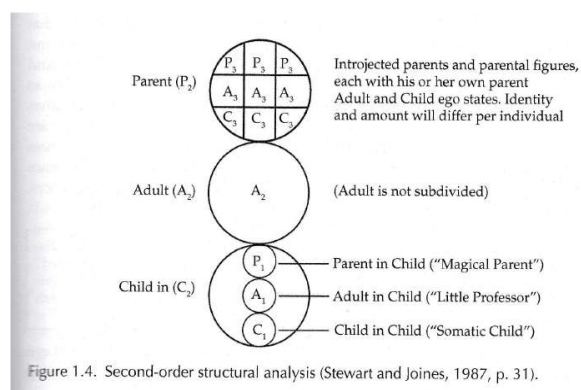 Parent (P₂)
P₃ P₃ P₃
A₃ A₃ A₃
C₃ C₃ C₃
Introjected parents and parental figures,
each with his or her own parent
Adult and Child ego states. Identity
and amount will differ per individual
Adult (A₂)
A₂
(Adult is not subdivided)
Child in (C₂)
P₁
Parent in Child (“Magical Parent”)
A₁
Adult in Child (“Little Professor”)
C₁
Child in Child (“Somatic Child”)
Figure 1.4. Second-order structural analysis (Stewart and Joines, 1987, p. 31).